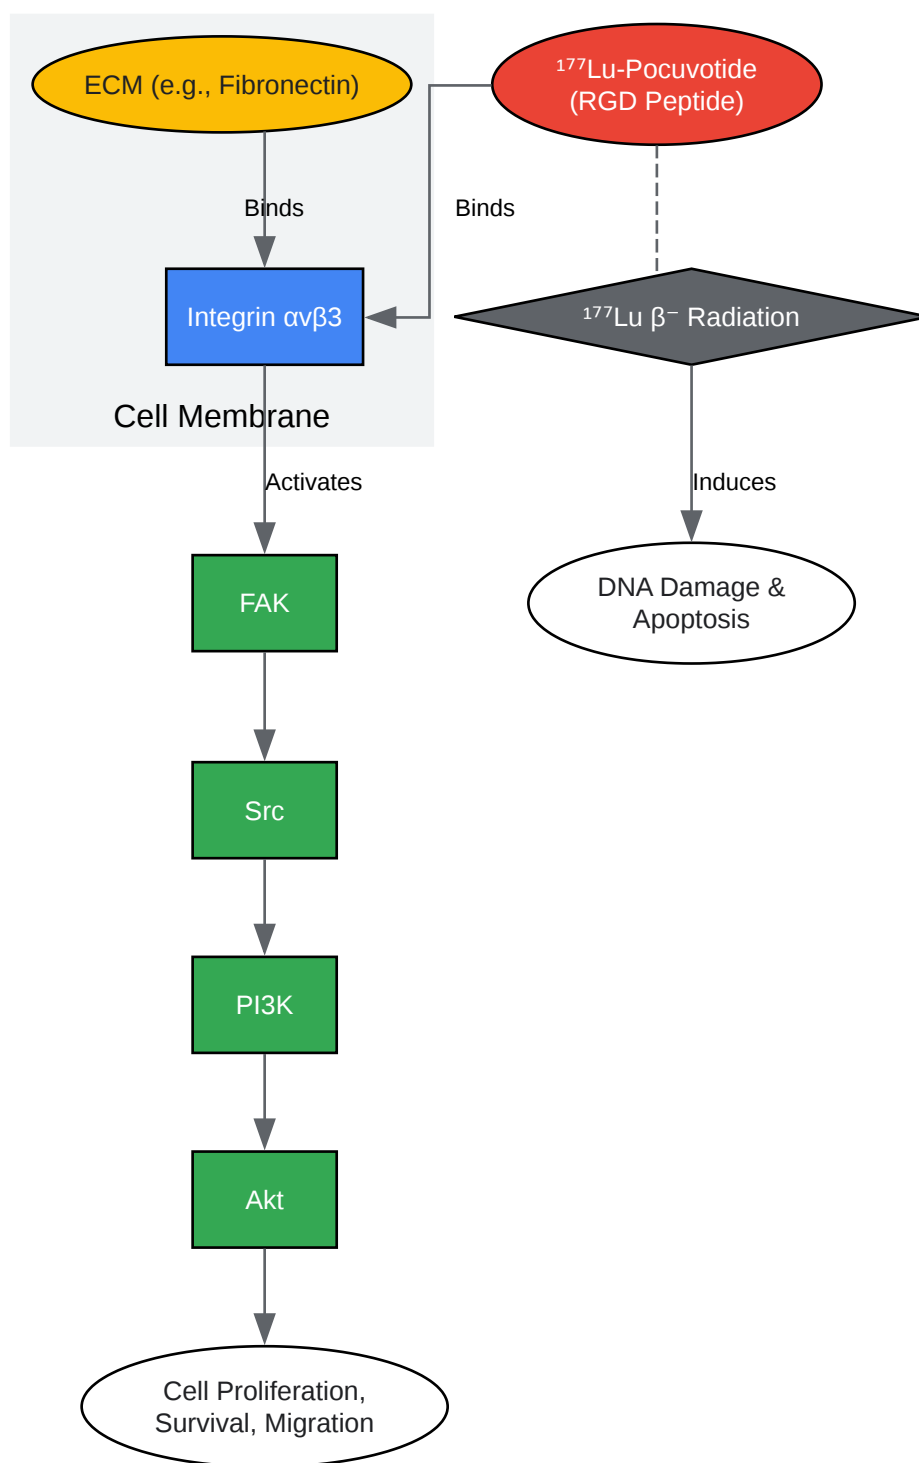 ECM (e.g., Fibronectin)
¹⁷⁷Lu-Pocuvotide
(RGD Peptide)
Binds
Binds
Integrin αvβ3
¹⁷⁷Lu β⁻ Radiation
Cell Membrane
Activates
Induces
FAK
DNA Damage &
Apoptosis
Src
PI3K
Akt
Cell Proliferation,
Survival, Migration